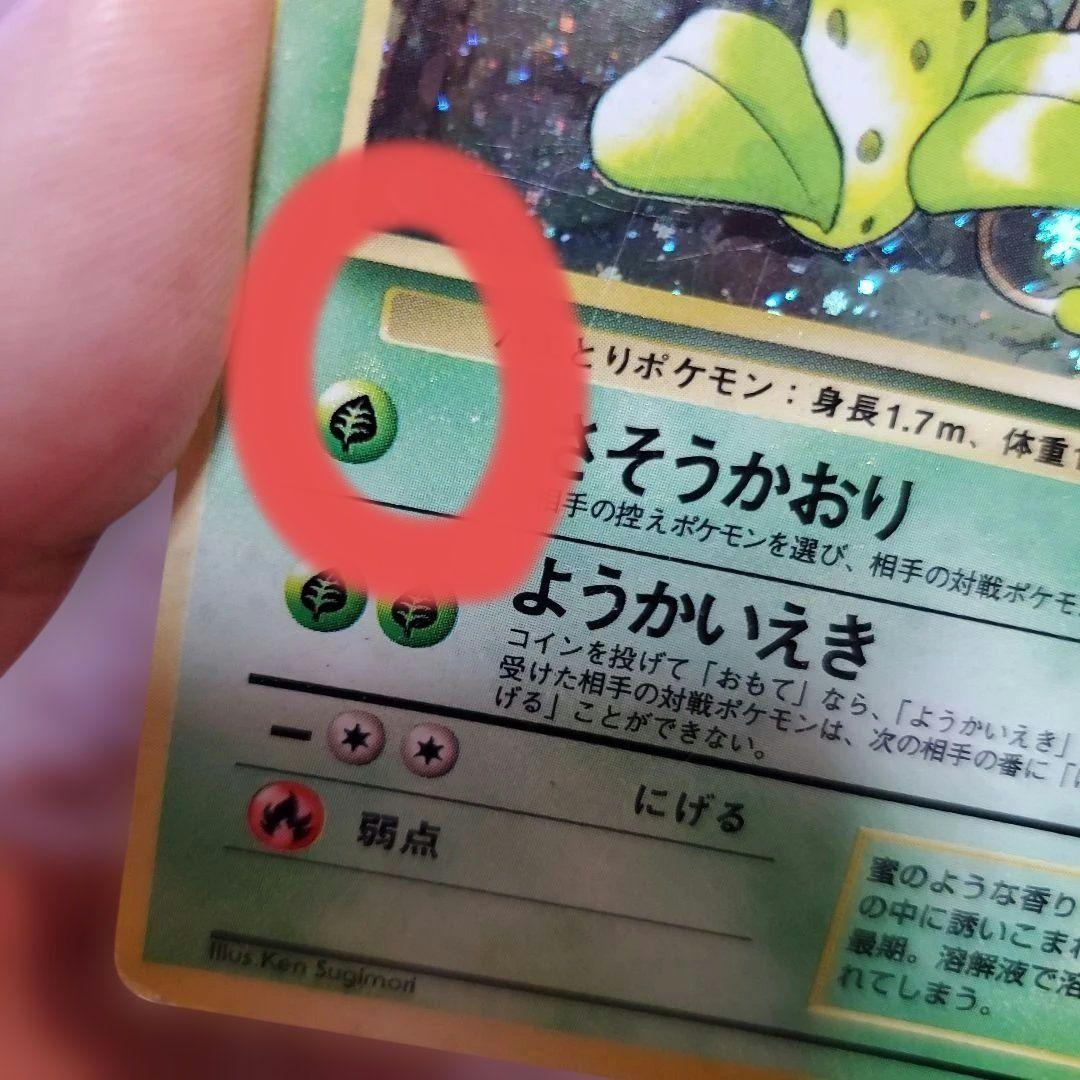 とりポケモン：身長1.7m、体重
さそうかおり
相手の控えポケモンを選び、相手の対戦ポケモ
ようかいえき
コインを投げて「おもて」なら、「ようかいえき」
受けた相手の対戦ポケモンは、次の相手の番に「に
げる」ことができない。
にげる
弱点
蜜のような香り
の中に誘いこまれ
最期。溶解液で溶
れてしまう。
Illus.Ken Sugimori